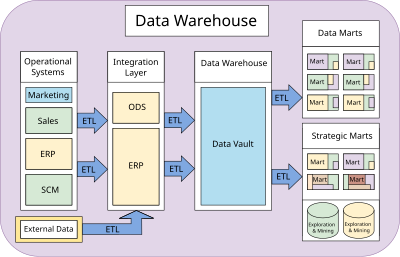 Data Warehouse
Operational
Systems
Marketing
Sales
ERP
SCM
External Data
ETL
ETL
ETL
Integration
Layer
ODS
ERP
ETL
ETL
Data Warehouse
Data Vault
ETL
ETL
Data Marts
Mart
Mart
Mart
Mart
Mart
Mart
Strategic Marts
Mart
Mart
Mart
Mart
Exploration
& Mining
Exploration
& Mining